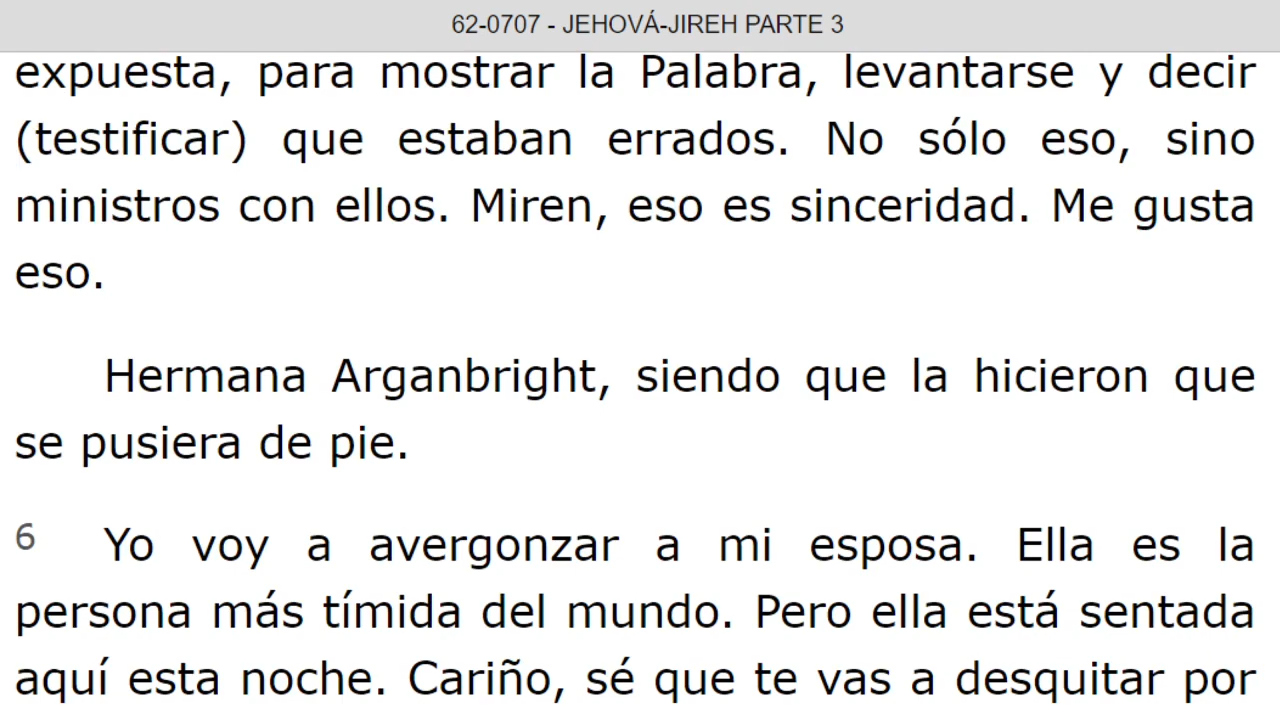 62-0707 - JEHOVÁ-JIREH PARTE 3
expuesta, para mostrar la Palabra, levantarse y decir
(testificar) que estaban errados. No sólo eso, sino
ministros con ellos. Miren, eso es sinceridad. Me gusta
eso.
Hermana Arganbright, siendo que la hicieron que
se pusiera de pie.
6 Yo voy a avergonzar a mi esposa. Ella es la
persona más tímida del mundo. Pero ella está sentada
aquí esta noche. Cariño, sé que te vas a desquitar por